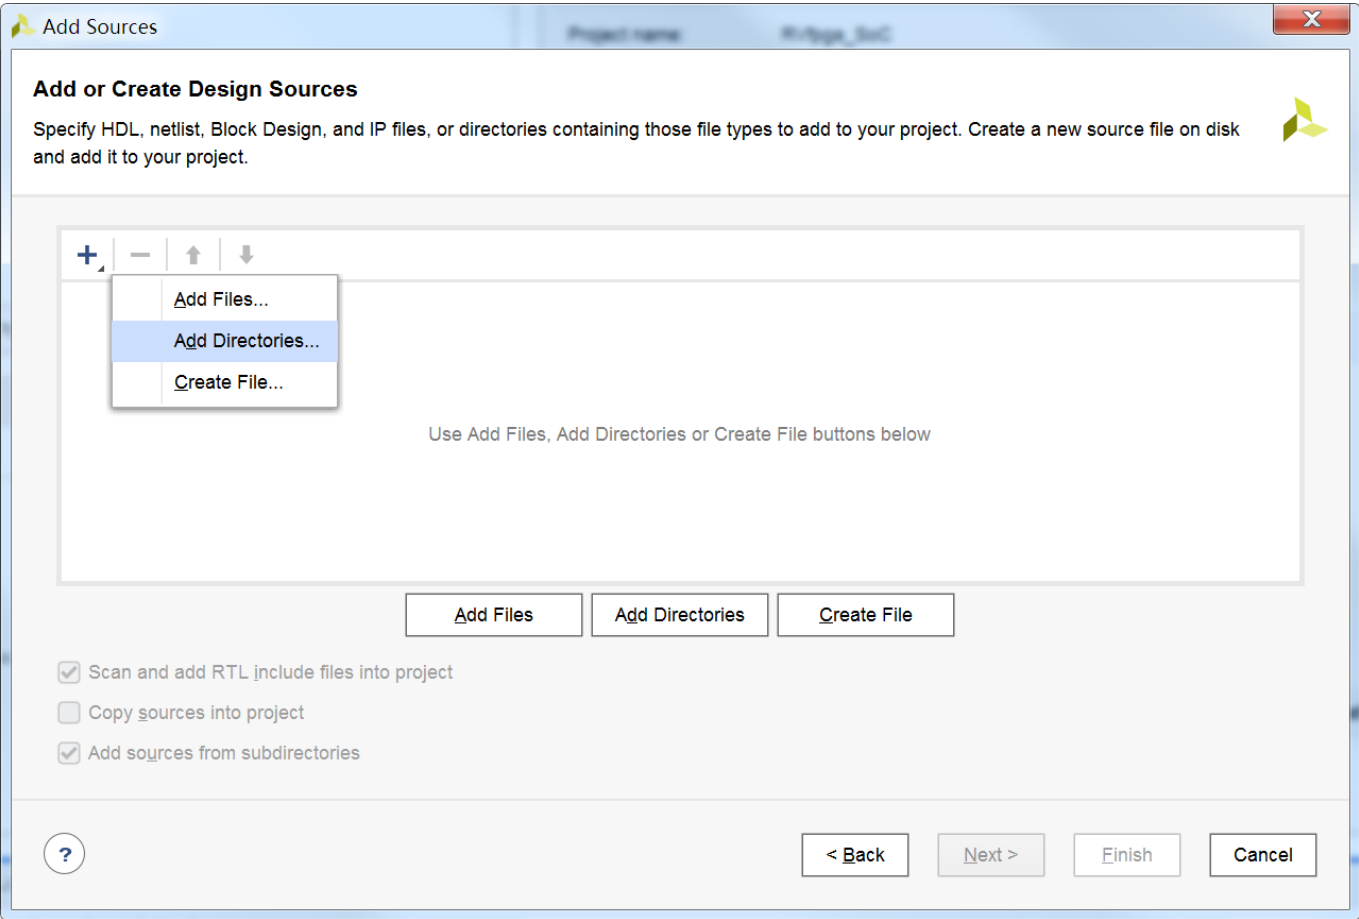 Add Sources
Project name: RVfpga_SoC
Add or Create Design Sources
Specify HDL, netlist, Block Design, and IP files, or directories containing those file types to add to your project. Create a new source file on disk
and add it to your project.
Add Files...
Add Directories...
Create File...
Use Add Files, Add Directories or Create File buttons below
Add Files Add Directories Create File
Scan and add RTL include files into project
Copy sources into project
Add sources from subdirectories
? < Back Next > Finish Cancel